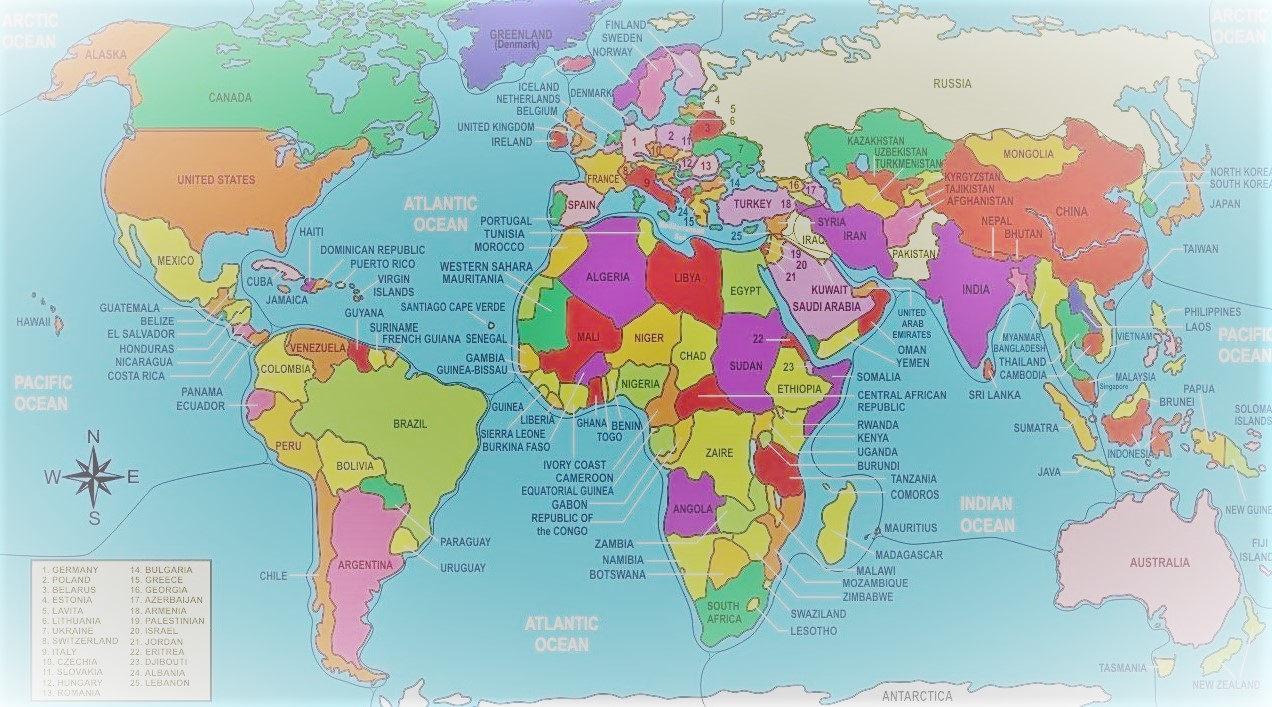 ARCTIC
OCEAN
ARCTIC
OCEAN
ALASKA
GREENLAND
(Denmark)
CANADA
FINLAND
SWEDEN
NORWAY
ICELAND
DENMARK
NETHERLANDS
BELGIUM
UNITED KINGDOM
IRELAND
RUSSIA
4
5
6
3
2
1
11
10
7
12
13
8
9
14
16
17
18
24
15
25
19
20
21
22
23
KAZAKHSTAN
UZBEKISTAN
TURKMENISTAN
MONGOLIA
KYRGYZSTAN
TAJIKISTAN
AFGHANISTAN
NORTH KOREA
SOUTH KOREA
JAPAN
UNITED STATES
FRANCE
SPAIN
TURKEY
SYRIA
IRAQ
IRAN
PAKISTAN
CHINA
NEPAL
BHUTAN
TAIWAN
ATLANTIC
OCEAN
PORTUGAL
TUNISIA
MOROCCO
WESTERN SAHARA
MAURITANIA
SANTIAGO CAPE VERDE
SENEGAL
GAMBIA
GUINEA-BISSAU
HAITI
DOMINICAN REPUBLIC
PUERTO RICO
VIRGIN
ISLANDS
MEXICO
CUBA
JAMAICA
GUYANA
SURINAME
FRENCH GUIANA
HAWAII
GUATEMALA
BELIZE
EL SALVADOR
HONDURAS
NICARAGUA
COSTA RICA
PANAMA
ECUADOR
VENEZUELA
COLOMBIA
PACIFIC
OCEAN
PERU
BRAZIL
BOLIVIA
ARGENTINA
CHILE
PARAGUAY
URUGUAY
ALGERIA
LIBYA
EGYPT
MALI
NIGER
CHAD
SUDAN
NIGERIA
ETHIOPIA
KUWAIT
SAUDI ARABIA
UNITED
ARAB
EMIRATES
OMAN
YEMEN
SOMALIA
CENTRAL AFRICAN
REPUBLIC
RWANDA
KENYA
UGANDA
BURUNDI
TANZANIA
COMOROS
GUINEA
SIERRA LEONE
LIBERIA
BURKINA FASO
GHANA
TOGO
BENIN
IVORY COAST
CAMEROON
EQUATORIAL GUINEA
GABON
REPUBLIC OF
the CONGO
ZAIRE
ANGOLA
ZAMBIA
NAMIBIA
BOTSWANA
SOUTH
AFRICA
MAURITIUS
MADAGASCAR
MALAWI
MOZAMBIQUE
ZIMBABWE
SWAZILAND
LESOTHO
INDIA
MYANMAR
BANGLADESH
THAILAND
CAMBODIA
SRI LANKA
VIETNAM
PHILIPPINES
LAOS
PACIFIC
OCEAN
MALAYSIA
Singapore
BRUNEI
PAPUA
SUMATRA
INDONESIA
JAVA
SOLOMA
ISLANDS
NEW GUINE
FIJI
ISLAND
INDIAN
OCEAN
AUSTRALIA
TASMANIA
NEW ZEALAND
ATLANTIC
OCEAN
ANTARCTICA
N
W
E
S
1. GERMANY
2. POLAND
3. BELARUS
4. ESTONIA
5. LAVITA
6. LITHUANIA
7. UKRAINE
8. SWITZERLAND
9. ITALY
10. CZECHIA
11. SLOVAKIA
12. HUNGARY
13. ROMANIA
14. BULGARIA
15. GREECE
16. GEORGIA
17. AZERBAIJAN
18. ARMENIA
19. PALESTINIAN
20. ISRAEL
21. JORDAN
22. ERITREA
23. DJIBOUTI
24. ALBANIA
25. LEBANON